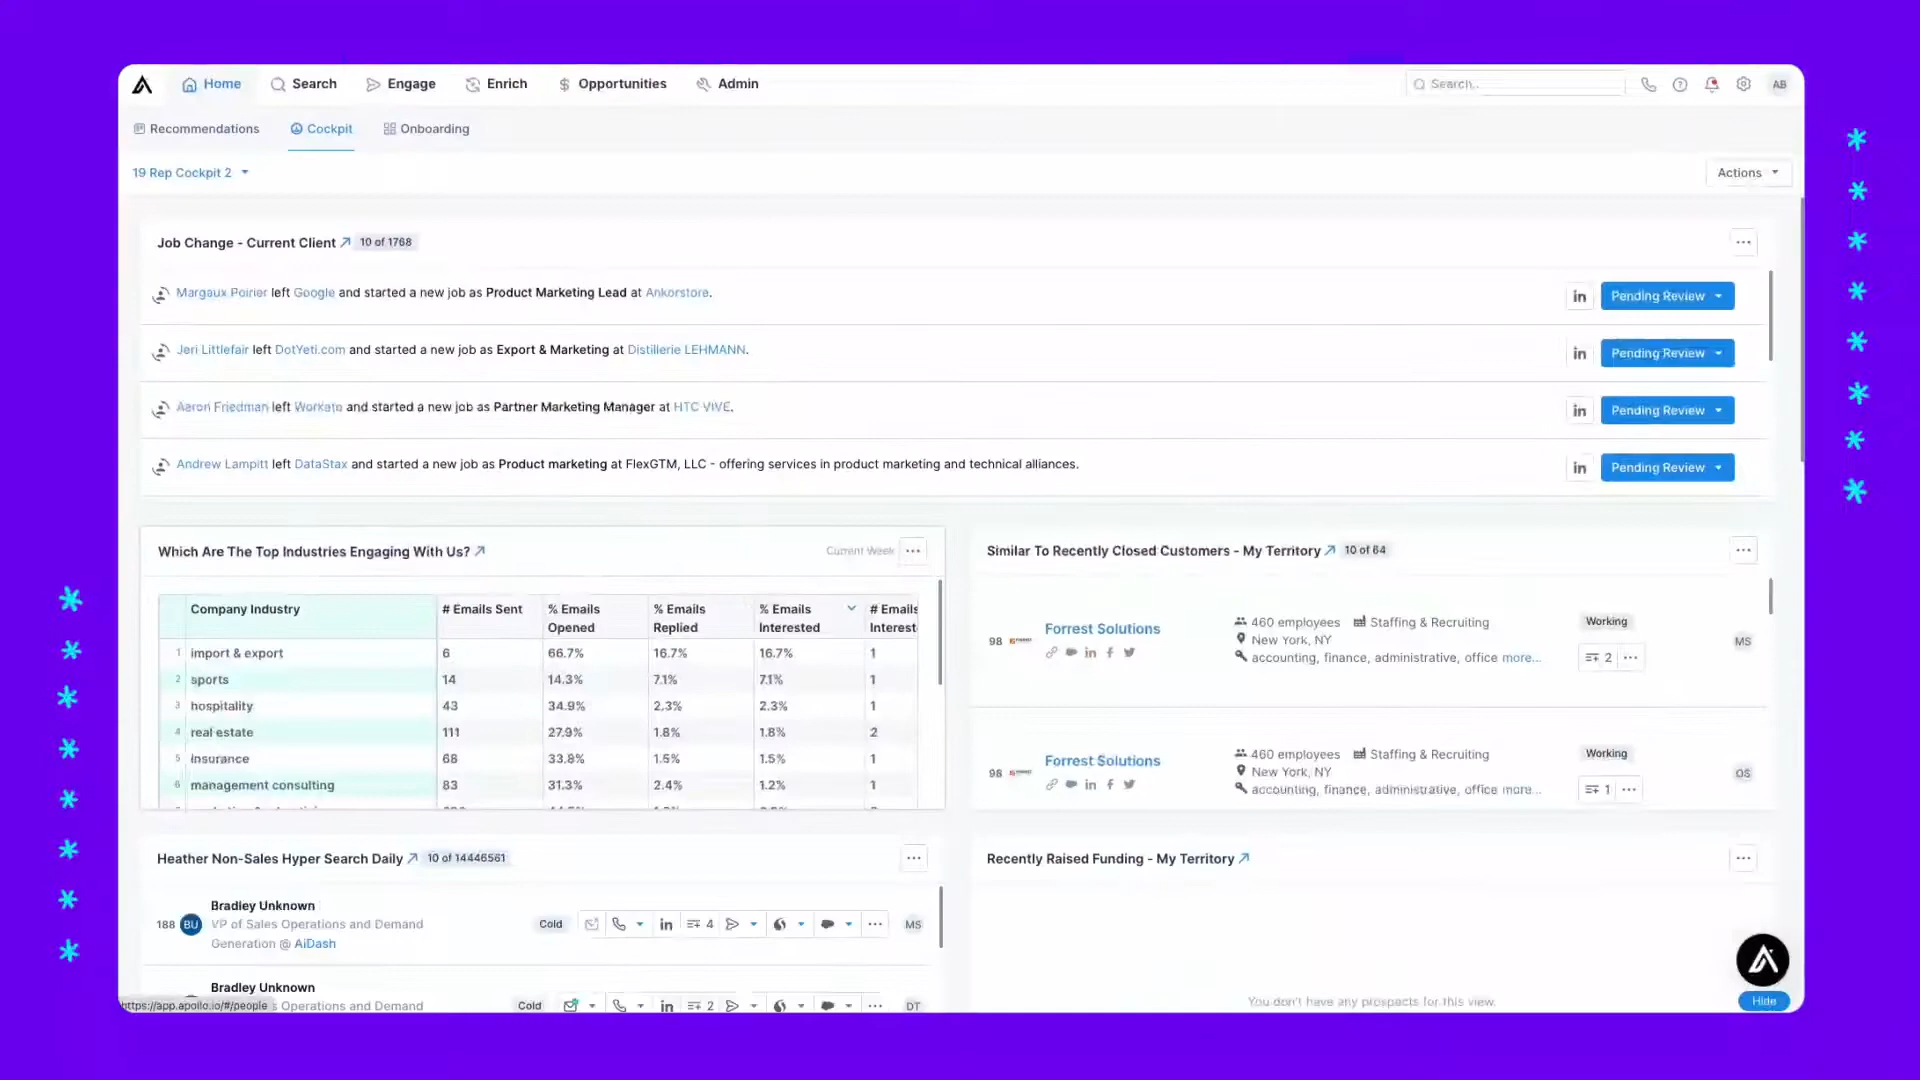 Home Search Engage Enrich Opportunities Admin Search... AB
Recommendations Cockpit Onboarding
19 Rep Cockpit 2 Actions
Job Change - Current Client 10 of 1768
Margaux Poirier left Google and started a new job as Product Marketing Lead at Ankorstore. in Pending Review
Jeri Littlefair left DotYeti.com and started a new job as Export & Marketing at Distillerie LEHMANN. in Pending Review
Aaron Friedman left Workato and started a new job as Partner Marketing Manager at HTC VIVE. in Pending Review
Andrew Lampitt left DataStax and started a new job as Product marketing at FlexGTM, LLC - offering services in product marketing and technical alliances. in Pending Review
Which Are The Top Industries Engaging With Us? Current Week
Company Industry # Emails Sent % Emails Opened % Emails Replied % Emails Interested # Emails Interest
1 import & export 6 66.7% 16.7% 16.7% 1
2 sports 14 14.3% 7.1% 7.1% 1
3 hospitality 43 34.9% 2.3% 2.3% 1
4 real estate 111 27.9% 1.8% 1.8% 2
5 insurance 68 33.8% 1.5% 1.5% 1
6 management consulting 83 31.3% 2.4% 1.2% 1
Similar To Recently Closed Customers - My Territory 10 of 64
98 Forrest Solutions 460 employees Staffing & Recruiting Working
New York, NY MS
in f accounting, finance, administrative, office more... 2
98 Forrest Solutions 460 employees Staffing & Recruiting Working
New York, NY OS
in f accounting, finance, administrative, office more... 1
Heather Non-Sales Hyper Search Daily 10 of 14446561
Bradley Unknown
188 BU VP of Sales Operations and Demand Cold in 4 MS
Generation @ AiDash
Bradley Unknown
https://app.apollo.io/#/people s Operations and Demand Cold in 2 DT
Recently Raised Funding - My Territory
You don't have any prospects for this view.
Hide